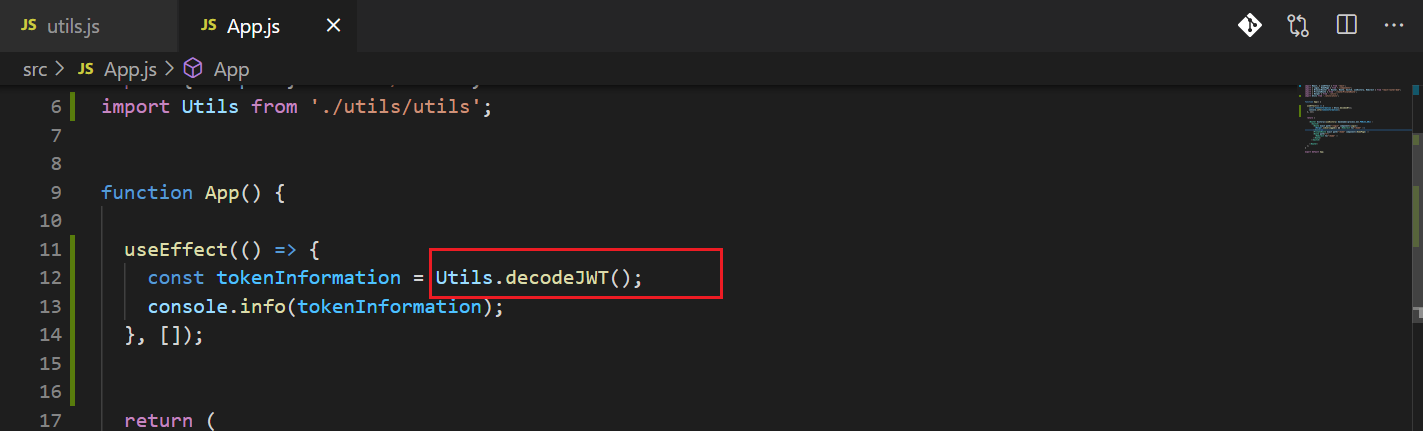 JS utils.js
JS App.js
src > JS App.js > App
6 import Utils from './utils/utils';
7
8
9 function App() {
10
11 useEffect(() => {
12 const tokenInformation = Utils.decodeJWT();
13 console.info(tokenInformation);
14 }, []);
15
16
17 return (